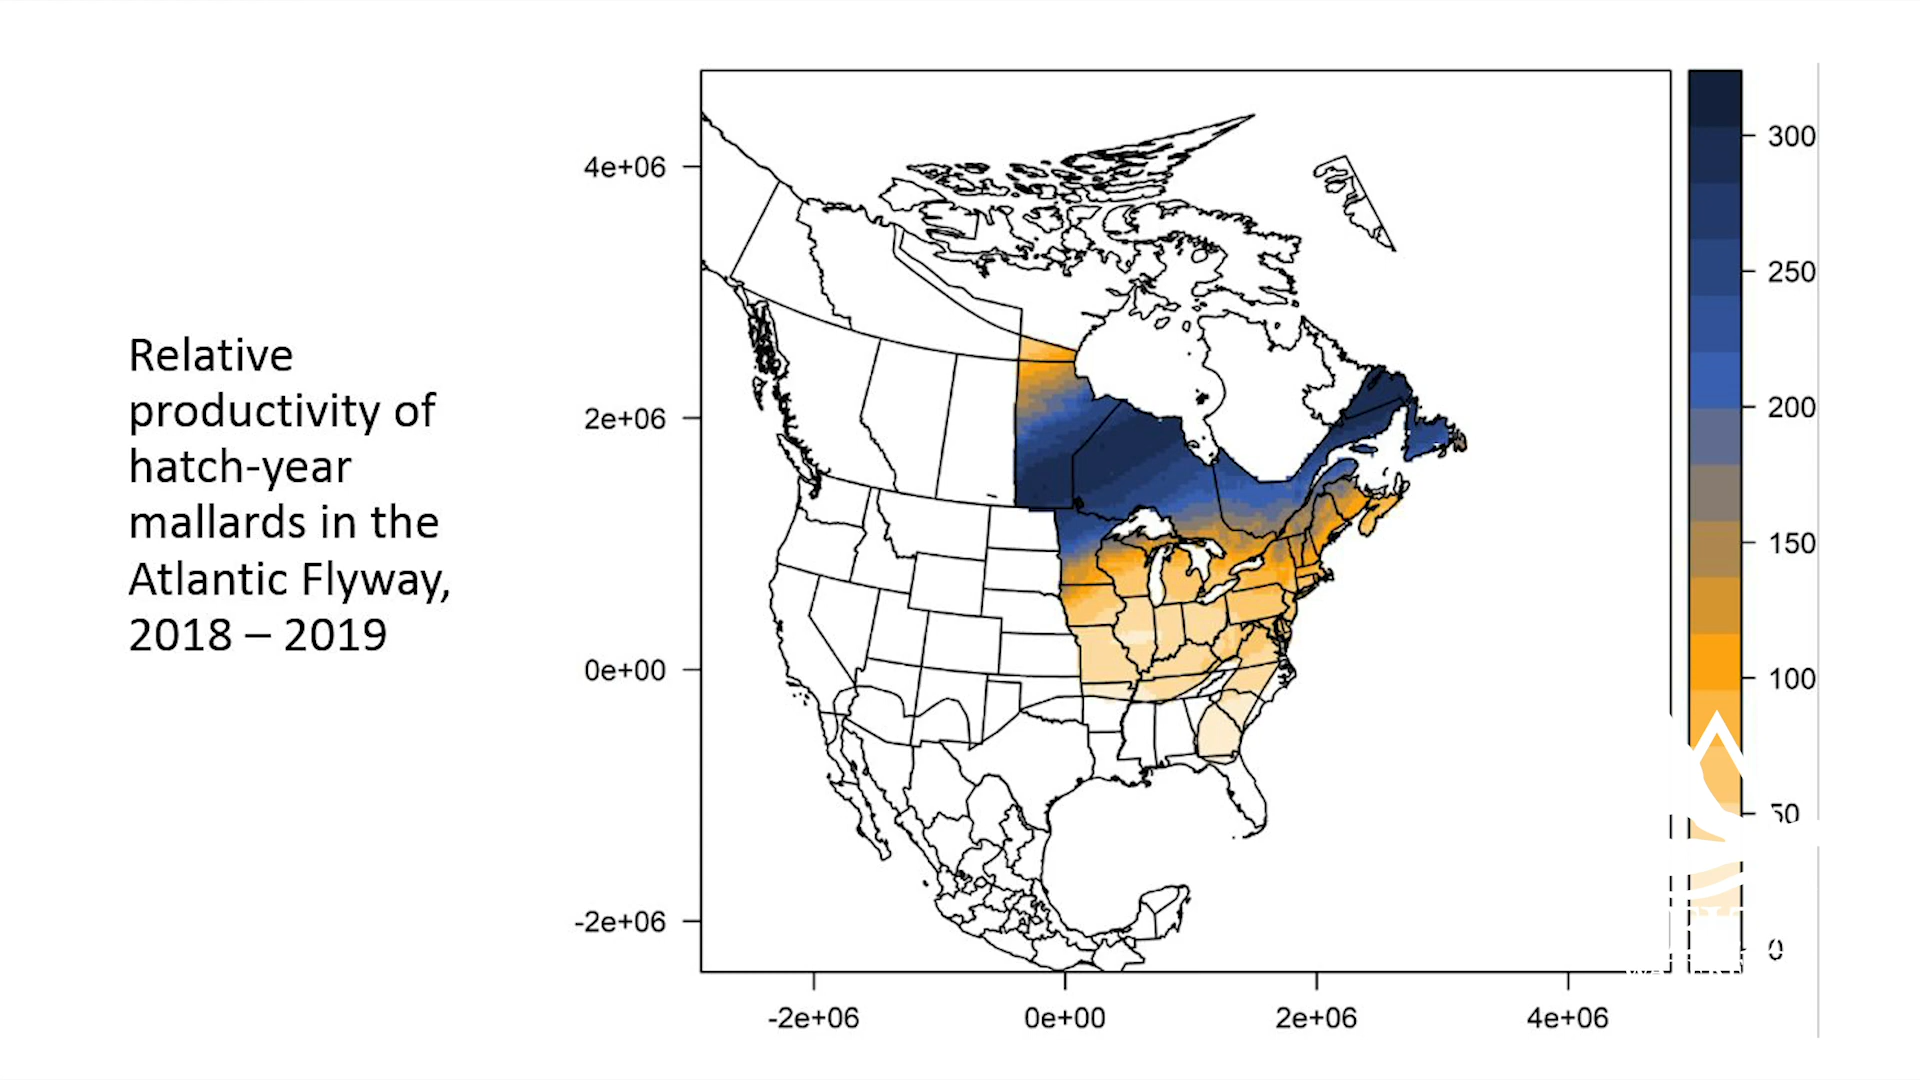 Relative
productivity of
hatch-year
mallards in the
Atlantic Flyway,
2018 – 2019
4e+06
2e+06
0e+00
-2e+06
-2e+06
0e+00
2e+06
4e+06
300
250
200
150
100
50
0